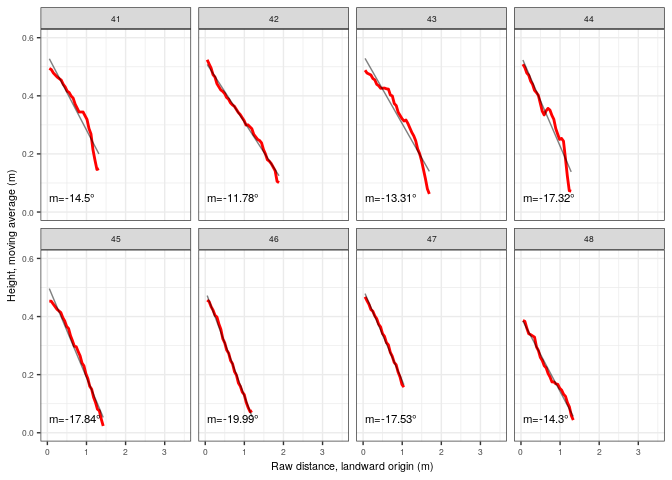 41 42 43 44
0.6
0.4
0.2
0.0
m=-14.5° m=-11.78° m=-13.31° m=-17.32°
45 46 47 48
0.6
0.4
0.2
0.0
m=-17.84° m=-19.99° m=-17.53° m=-14.3°
0 1 2 3 0 1 2 3 0 1 2 3 0 1 2 3
Raw distance, landward origin (m)
Height, moving average (m)